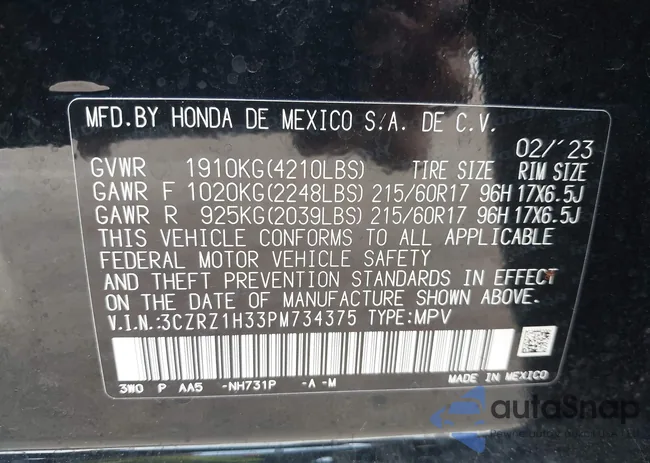 MFD.BY HONDA DE MEXICO S.A. DE C.V.
02/'23
GVWR 1910KG(4210LBS) TIRE SIZE RIM SIZE
GAWR F 1020KG(2248LBS) 215/60R17 96H 17X6.5J
GAWR R 925KG(2039LBS) 215/60R17 96H 17X6.5J
THIS VEHICLE CONFORMS TO ALL APPLICABLE
FEDERAL MOTOR VEHICLE SAFETY
AND THEFT PREVENTION STANDARDS IN EFFECT
ON THE DATE OF MANUFACTURE SHOWN ABOVE.
V.I.N.:3CZRZ1H33PM734375 TYPE:MPV
3W0 P AA5 -NH731P -A-M MADE IN MEXICO
autoSnap